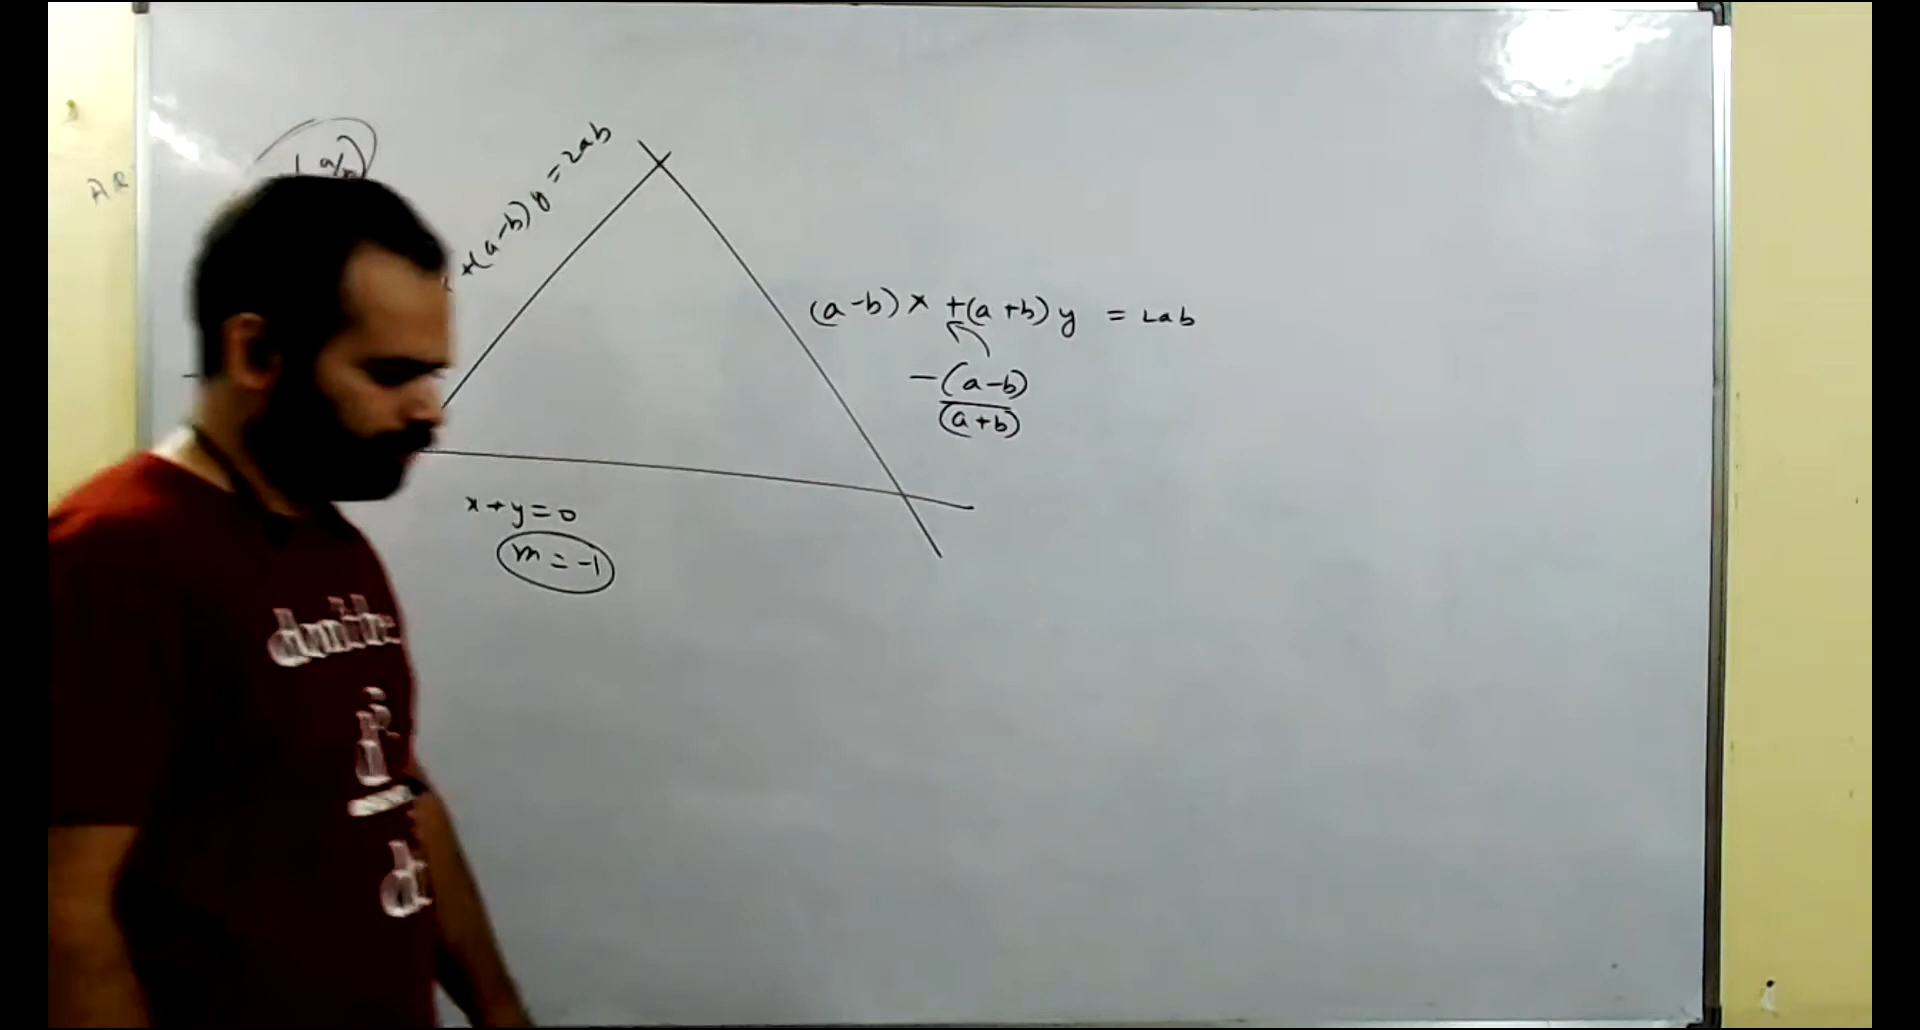 +(a-b) y = 2ab
(a-b) x +(a+b) y = 2ab
-(a-b)
(a+b)
x+y=0
m = -1